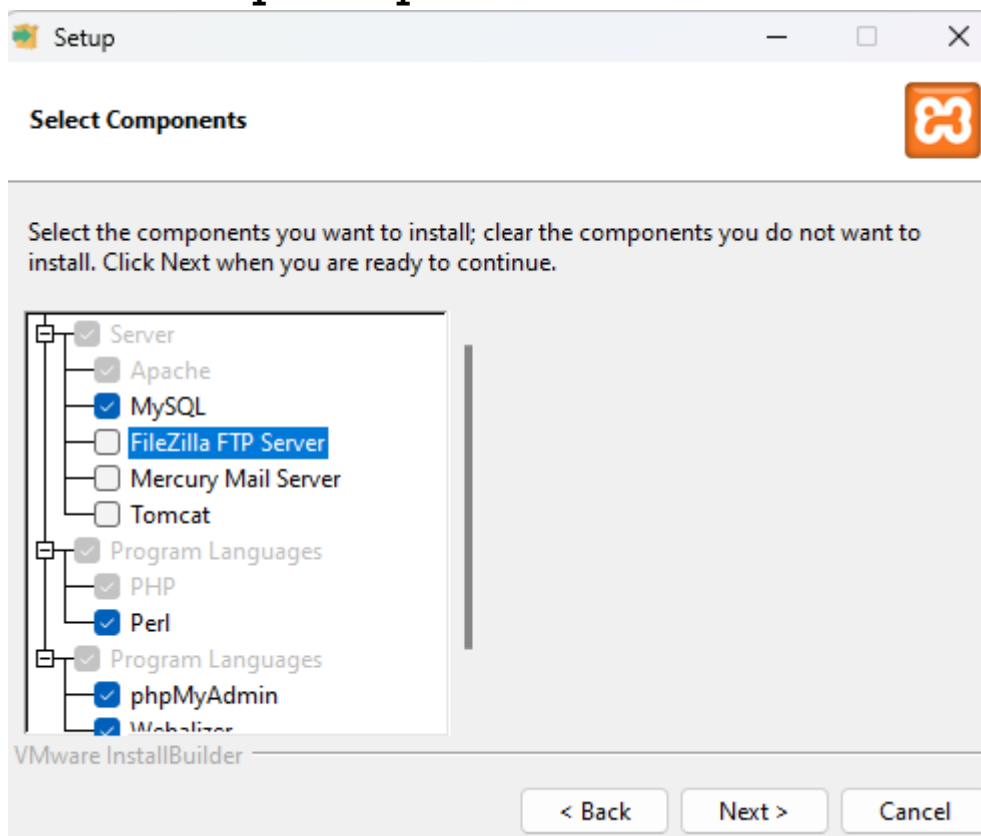 Setup
Select Components
Select the components you want to install; clear the components you do not want to
install. Click Next when you are ready to continue.
Server
Apache
MySQL
FileZilla FTP Server
Mercury Mail Server
Tomcat
Program Languages
PHP
Perl
Program Languages
phpMyAdmin
Webalizer
VMware InstallBuilder
< Back
Next >
Cancel